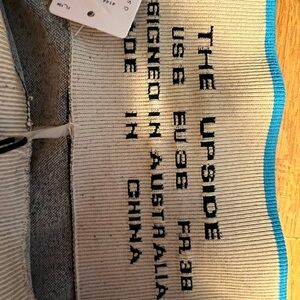 THE UPSIDE
US6 EU36 FR38
SIGNED IN AUSTRALIA
DE IN CHINA